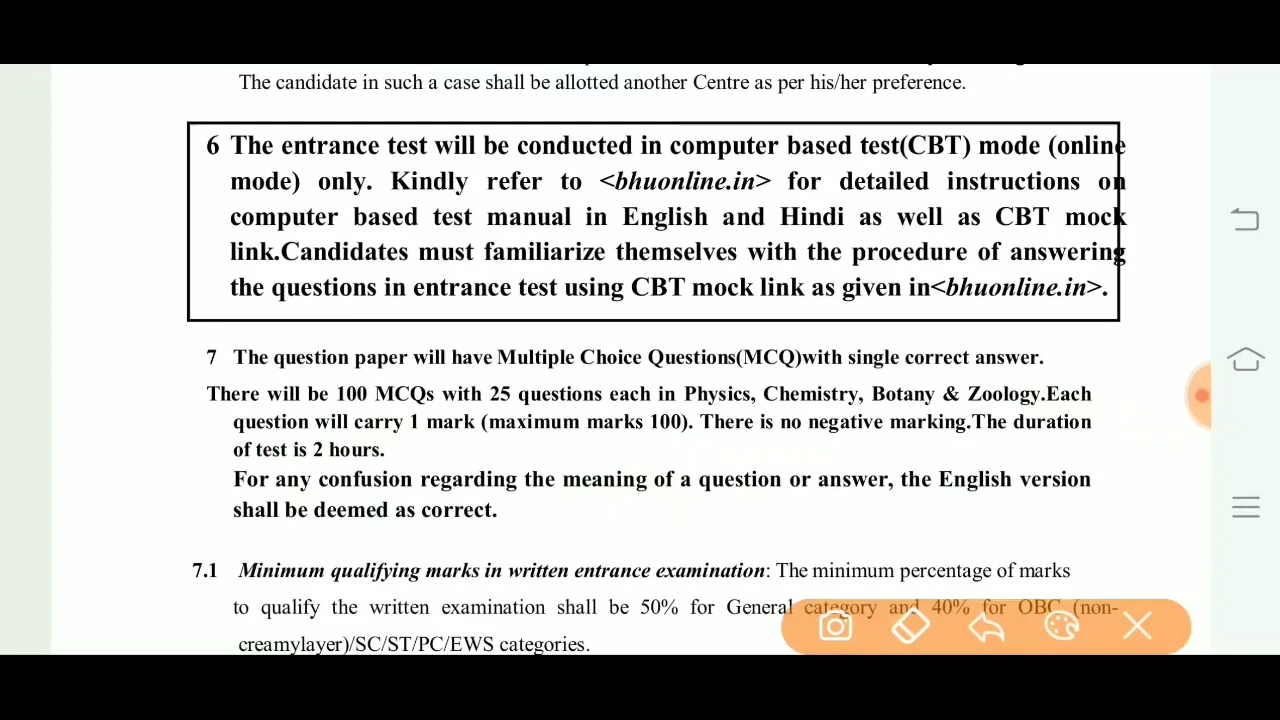 The candidate in such a case shall be allotted another Centre as per his/her preference.
6 The entrance test will be conducted in computer based test(CBT) mode (online
mode) only. Kindly refer to <bhuonline.in> for detailed instructions on
computer based test manual in English and Hindi as well as CBT mock
link.Candidates must familiarize themselves with the procedure of answering
the questions in entrance test using CBT mock link as given in<bhuonline.in>.
7 The question paper will have Multiple Choice Questions(MCQ)with single correct answer.
There will be 100 MCQs with 25 questions each in Physics, Chemistry, Botany & Zoology.Each
question will carry 1 mark (maximum marks 100). There is no negative marking.The duration
of test is 2 hours.
For any confusion regarding the meaning of a question or answer, the English version
shall be deemed as correct.
7.1 Minimum qualifying marks in written entrance examination: The minimum percentage of marks
to qualify the written examination shall be 50% for General category and 40% for OBC (non-
creamylayer)/SC/ST/PC/EWS categories.